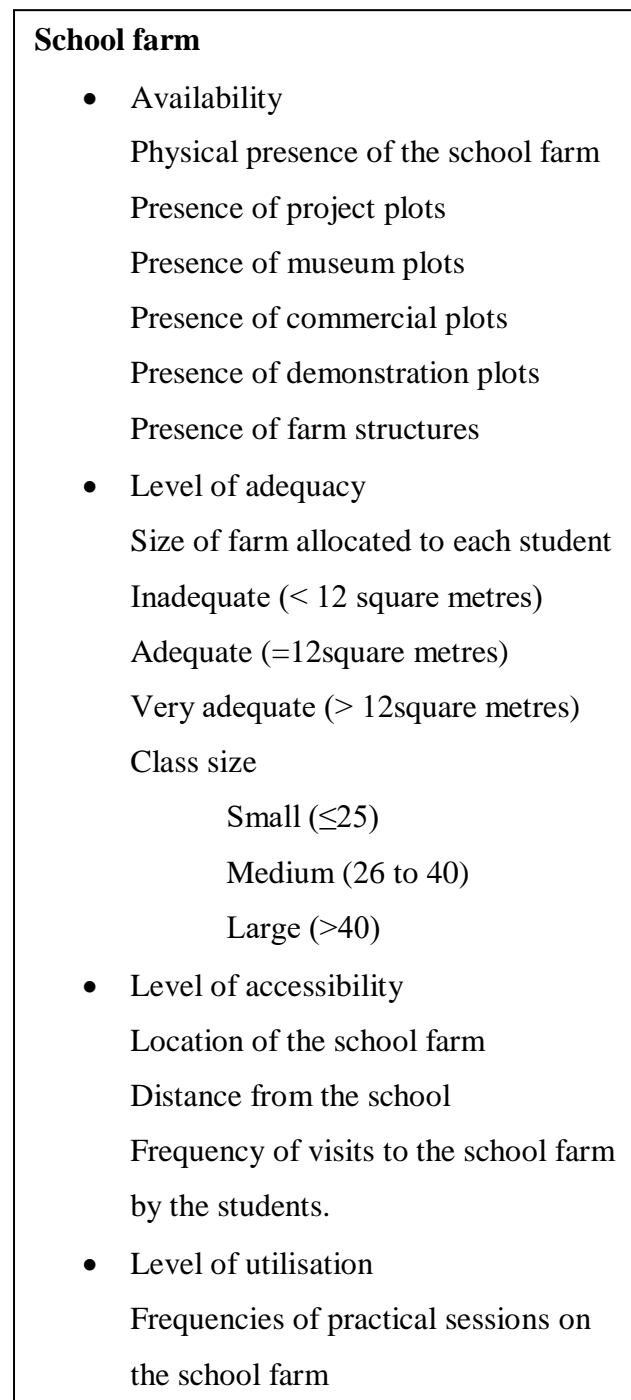 School farm
• Availability
Physical presence of the school farm
Presence of project plots
Presence of museum plots
Presence of commercial plots
Presence of demonstration plots
Presence of farm structures
• Level of adequacy
Size of farm allocated to each student
Inadequate (< 12 square metres)
Adequate (=12square metres)
Very adequate (> 12square metres)
Class size
Small (≤25)
Medium (26 to 40)
Large (>40)
• Level of accessibility
Location of the school farm
Distance from the school
Frequency of visits to the school farm
by the students.
• Level of utilisation
Frequencies of practical sessions on
the school farm